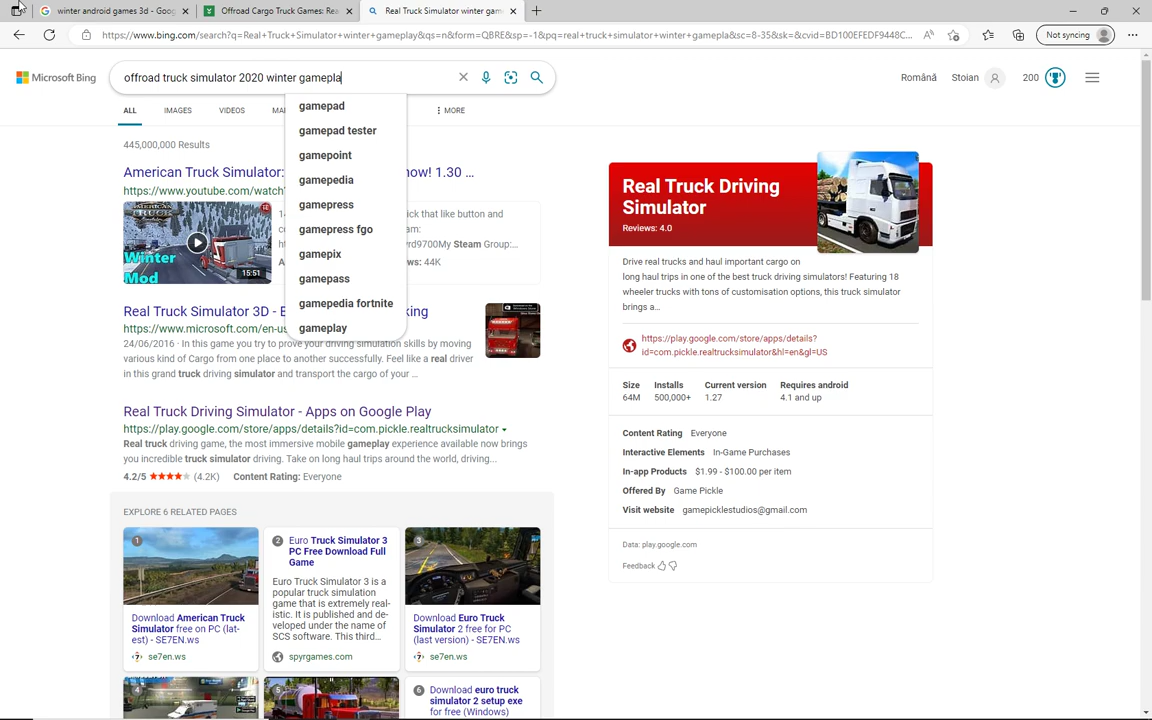 winter android games 3d - Goog
Offroad Cargo Truck Games: Rea
Real Truck Simulator winter gam
https://www.bing.com/search?q=Real+Truck+Simulator+winter+gameplay&qs=n&form=QBRE&sp=-1&pq=real+truck+simulator+winter+gamepla&sc=8-35&sk=&cvid=BD100EFEDF9448C...
Not syncing
Microsoft Bing
offroad truck simulator 2020 winter gamepla
Română
Stoian
200
ALL
IMAGES
VIDEOS
MA
MORE
gamepad
gamepad tester
gamepoint
gamepedia
gamepress
gamepress fgo
gamepix
gamepass
gamepedia fortnite
gameplay
445,000,000 Results
American Truck Simulator:
now! 1.30 ...
https://www.youtube.com/watch?
AMERICAN TRUCK
Winter Mod
15:51
ick that like button and
am:
rd9700My Steam Group:...
ws: 44K
Real Truck Simulator 3D - E
king
https://www.microsoft.com/en-us
24/06/2016 · In this game you try to prove your driving simulation skills by moving
various kind of Cargo from one place to another successfully. Feel like a real driver
in this grand truck driving simulator and transport the cargo of your ...
Real Truck Driving Simulator - Apps on Google Play
https://play.google.com/store/apps/details?id=com.pickle.realtrucksimulator
Real truck driving game, the most immersive mobile gameplay experience available now brings
you incredible truck simulator driving. Take on long haul trips around the world, driving...
4.2/5 (4.2K) Content Rating: Everyone
EXPLORE 6 RELATED PAGES
1
Download American Truck
Simulator free on PC (lat-
est) - SE7EN.ws
se7en.ws
2
Euro Truck Simulator 3
PC Free Download Full
Game
Euro Truck Simulator 3 is a
popular truck simulation
game that is extremely real-
istic. It is published and de-
veloped under the name of
SCS software. This third...
spyrgames.com
3
Download Euro Truck
Simulator 2 free for PC
(last version) - SE7EN.ws
se7en.ws
4
5
6
Download euro truck
simulator 2 setup exe
for free (Windows)
Real Truck Driving
Simulator
Reviews: 4.0
Drive real trucks and haul important cargo on
long haul trips in one of the best truck driving simulators! Featuring 18
wheeler trucks with tons of customisation options, this truck simulator
brings a...
https://play.google.com/store/apps/details?
id=com.pickle.realtrucksimulator&hl=en&gl=US
Size Installs Current version Requires android
64M 500,000+ 1.27 4.1 and up
Content Rating Everyone
Interactive Elements In-Game Purchases
In-app Products $1.99 - $100.00 per item
Offered By Game Pickle
Visit website gamepicklestudios@gmail.com
Data: play.google.com
Feedback